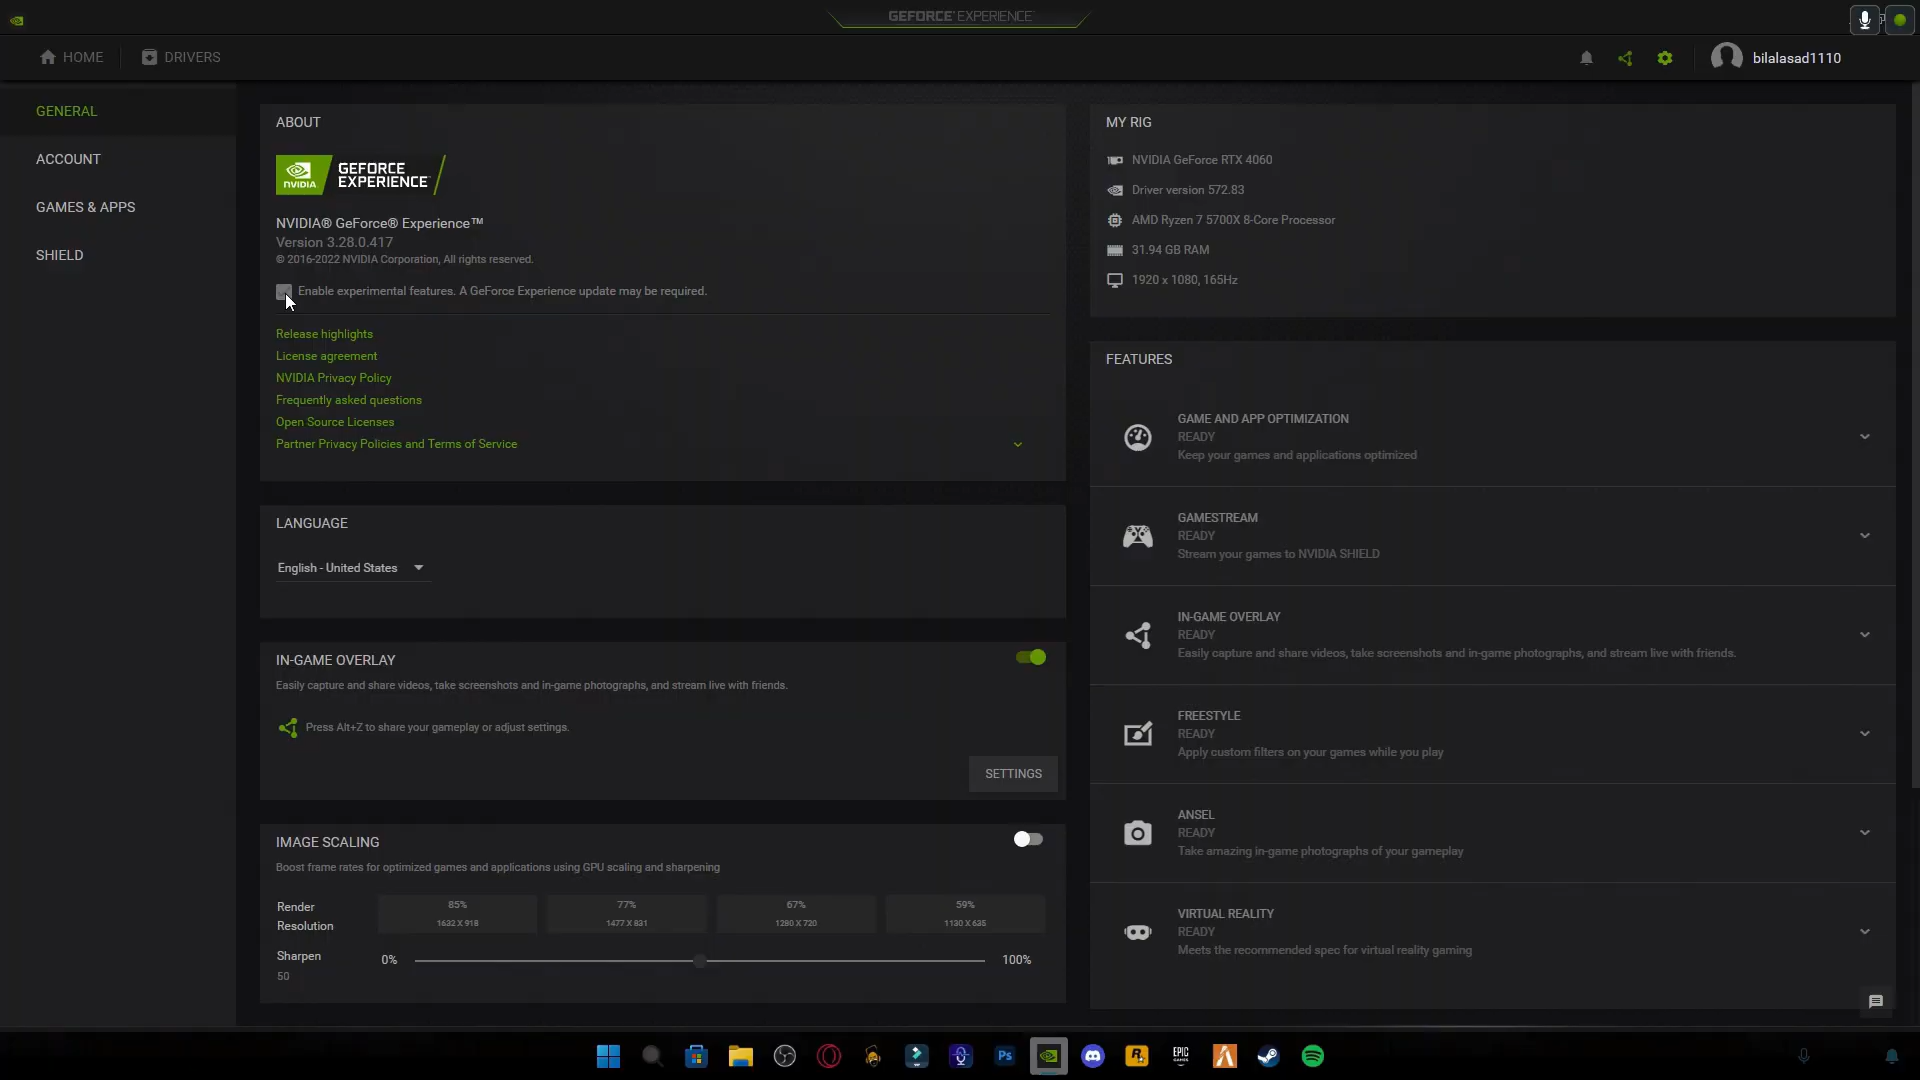 GEFORCE EXPERIENCE
HOME
DRIVERS
bilalasad1110
GENERAL
ACCOUNT
GAMES & APPS
SHIELD
ABOUT
NVIDIA
GEFORCE
EXPERIENCE
NVIDIA® GeForce® Experience™
Version 3.28.0.417
© 2016-2022 NVIDIA Corporation, All rights reserved.
Enable experimental features. A GeForce Experience update may be required.
Release highlights
License agreement
NVIDIA Privacy Policy
Frequently asked questions
Open Source Licenses
Partner Privacy Policies and Terms of Service
LANGUAGE
English - United States
IN-GAME OVERLAY
Easily capture and share videos, take screenshots and in-game photographs, and stream live with friends.
Press Alt+Z to share your gameplay or adjust settings.
SETTINGS
IMAGE SCALING
Boost frame rates for optimized games and applications using GPU scaling and sharpening
Render
Resolution
85%
1632 X 918
77%
1477 X 831
67%
1280 X 720
59%
1130 X 635
Sharpen
50
0%
100%
MY RIG
NVIDIA GeForce RTX 4060
Driver version 572.83
AMD Ryzen 7 5700X 8-Core Processor
31.94 GB RAM
1920 x 1080, 165Hz
FEATURES
GAME AND APP OPTIMIZATION
READY
Keep your games and applications optimized
GAMESTREAM
READY
Stream your games to NVIDIA SHIELD
IN-GAME OVERLAY
READY
Easily capture and share videos, take screenshots and in-game photographs, and stream live with friends.
FREESTYLE
READY
Apply custom filters on your games while you play
ANSEL
READY
Take amazing in-game photographs of your gameplay
VIRTUAL REALITY
READY
Meets the recommended spec for virtual reality gaming
Ps
R
EPIC
GAMES